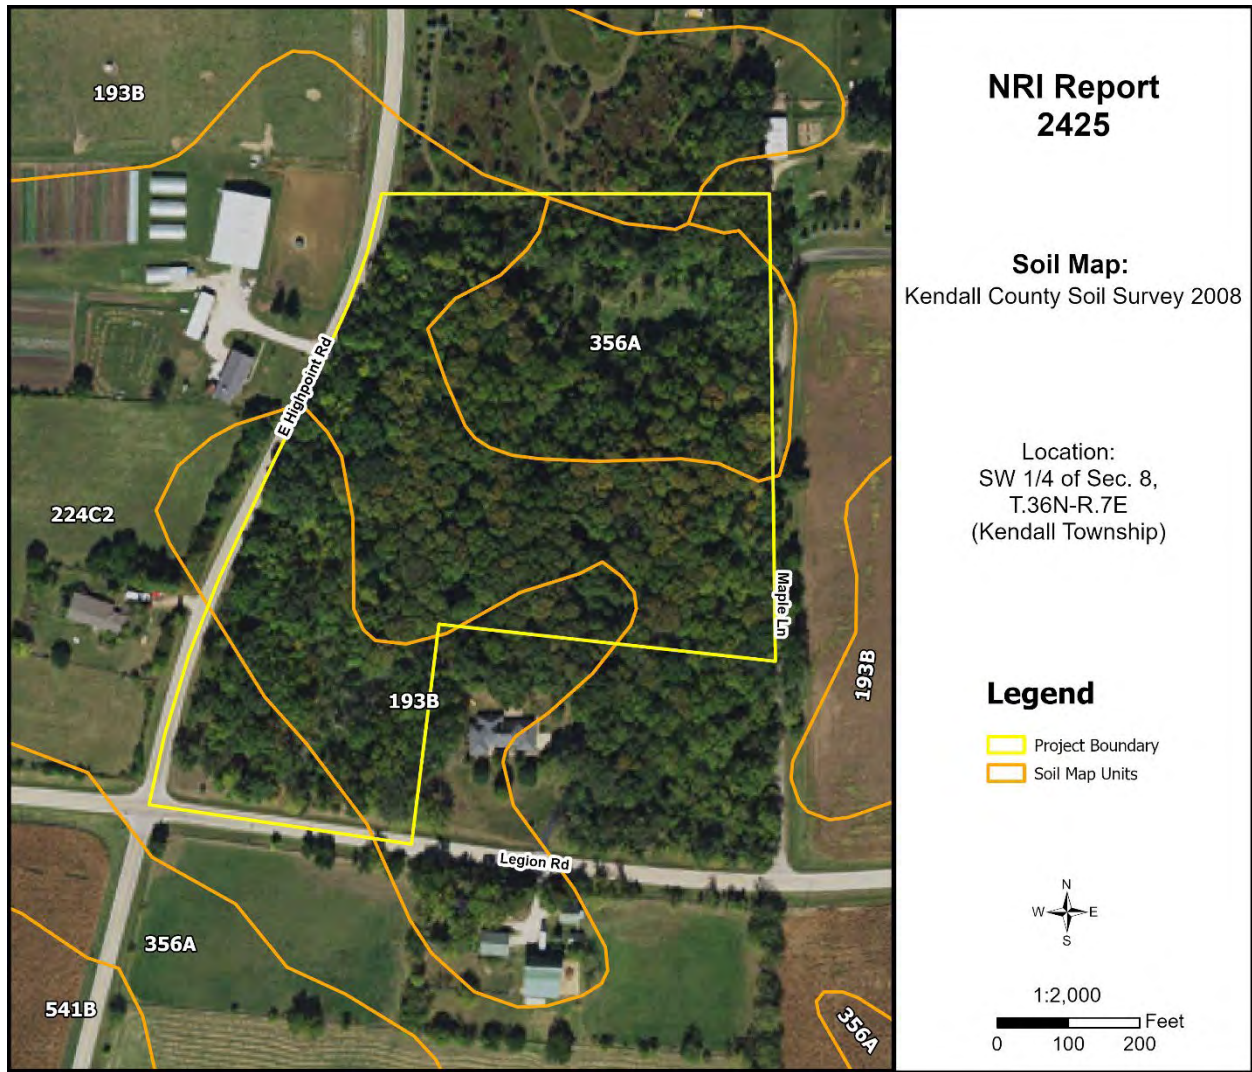 193B
356A
E Highpoint Rd
224C2
Maple Ln
193B
193B
Legion Rd
356A
541B
356A
NRI Report
2425
Soil Map:
Kendall County Soil Survey 2008
Location:
SW 1/4 of Sec. 8,
T.36N-R.7E
(Kendall Township)
Legend
Project Boundary
Soil Map Units
N
W E
S
1:2,000
Feet
0 100 200